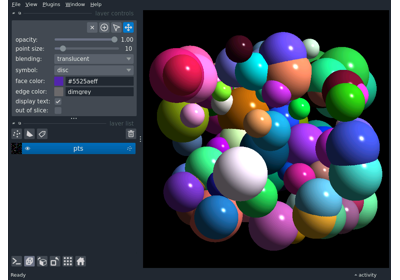 File View Plugins Window Help
layer controls
opacity: 1.00
point size: 10
blending: translucent
symbol: disc
face color: #5525aeff
edge color: dimgrey
display text:
out of slice:
layer list
pts
Ready activity